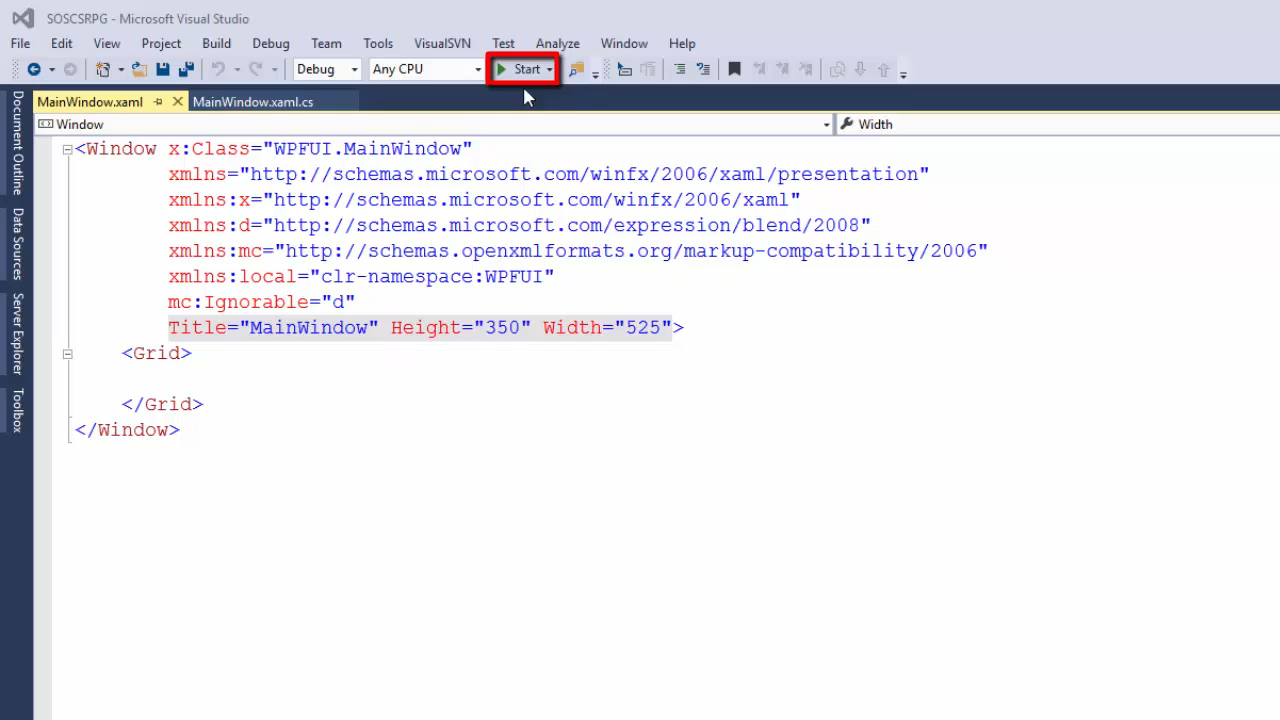 SOSCSRPG - Microsoft Visual Studio
File Edit View Project Build Debug Team Tools VisualSVN Test Analyze Window Help
Debug Any CPU Start
MainWindow.xaml MainWindow.xaml.cs
Window Width
Document Outline
Data Sources
Server Explorer
Toolbox
<Window x:Class="WPFUI.MainWindow"
xmlns="http://schemas.microsoft.com/winfx/2006/xaml/presentation"
xmlns:x="http://schemas.microsoft.com/winfx/2006/xaml"
xmlns:d="http://schemas.microsoft.com/expression/blend/2008"
xmlns:mc="http://schemas.openxmlformats.org/markup-compatibility/2006"
xmlns:local="clr-namespace:WPFUI"
mc:Ignorable="d"
Title="MainWindow" Height="350" Width="525">
<Grid>
</Grid>
</Window>